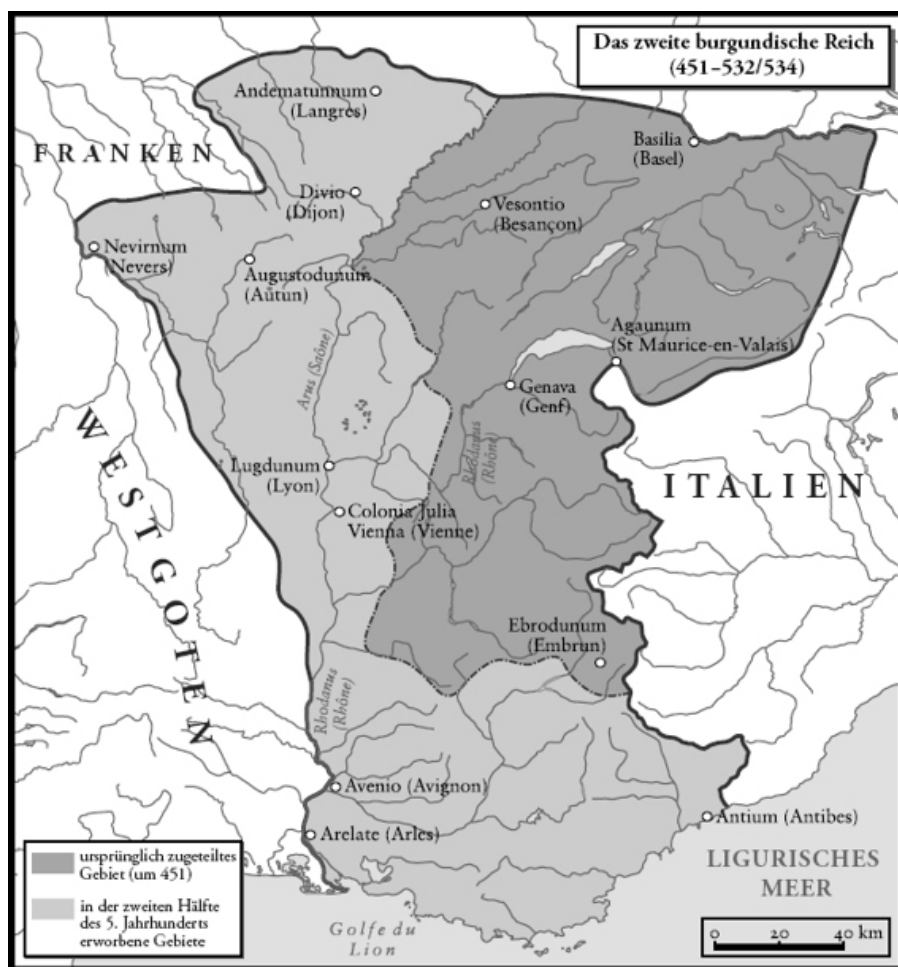 Das zweite burgundische Reich
(451–532/534)
Andematunnum
(Langres)
FRANKEN
Basilia
(Basel)
Divio
(Dijon)
Vesontio
(Besançon)
Nevirnum
(Nevers)
Augustodunum
(Autun)
Agaunum
(St Maurice-en-Valais)
Arus (Saône)
Genava
(Genf)
WESTGOTEN
Lugdunum
(Lyon)
Rhodanus
(Rhône)
ITALIEN
Colonia Julia
Vienna (Vienne)
Ebrodunum
(Embrun)
Rhodanus
(Rhône)
Avenio (Avignon)
Antium (Antibes)
Arelate (Arles)
ursprünglich zugeteiltes
Gebiet (um 451)
in der zweiten Hälfte
des 5. Jahrhunderts
erworbene Gebiete
LIGURISCHES
MEER
Golfe du
Lion
0 20 40 km